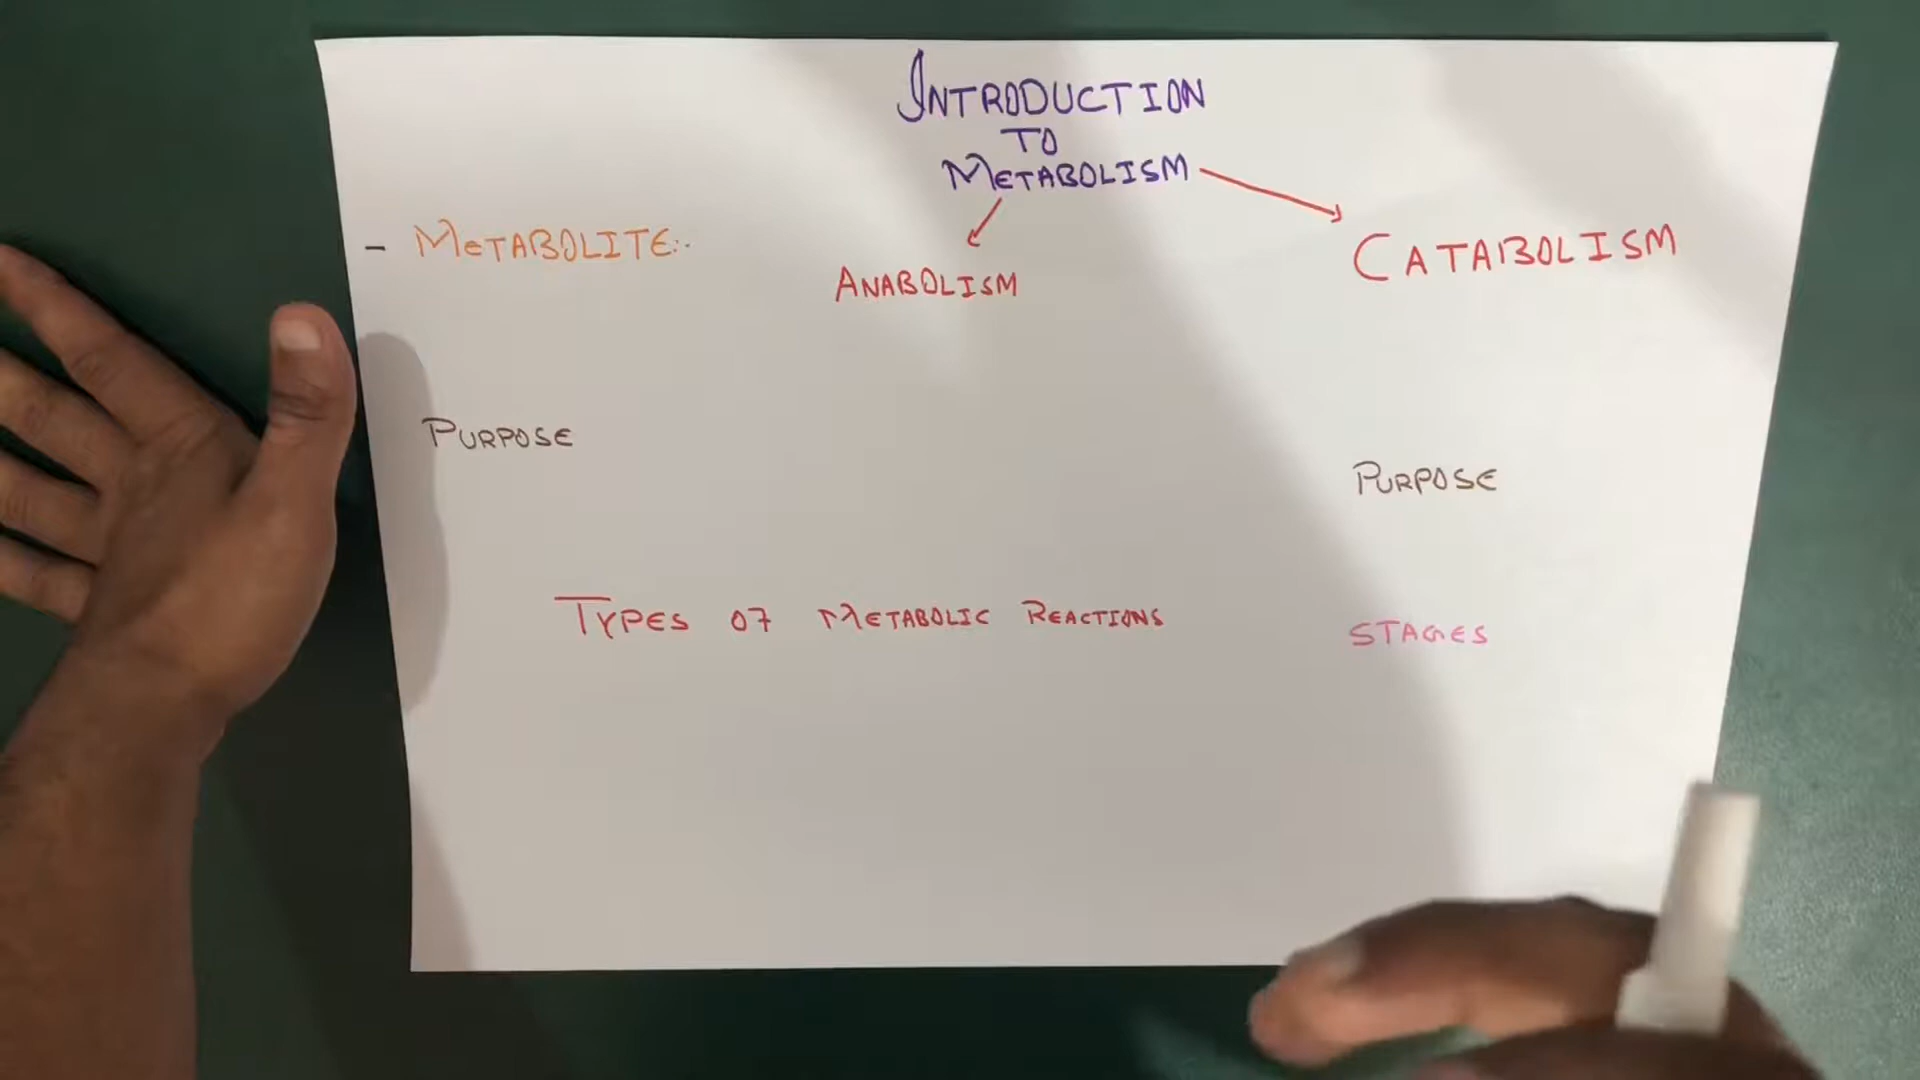 INTRODUCTION
TO
METABOLISM
- METABOLITE:-
ANABOLISM
CATABOLISM
PURPOSE
PURPOSE
TYPES OF METABOLIC REACTIONS
STAGES